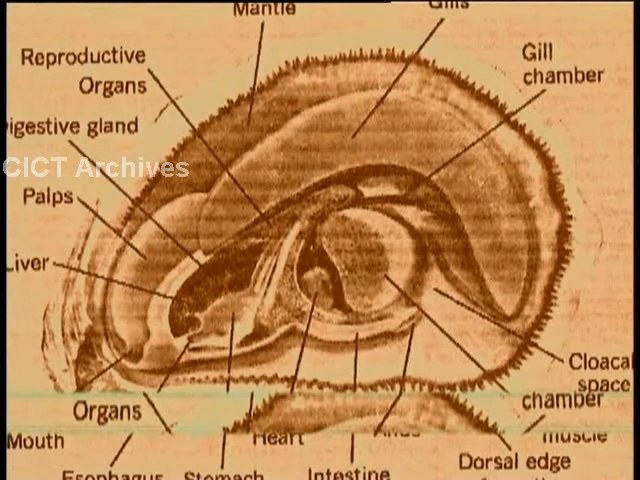 Mantle
Gills
Reproductive
Organs
Gill
chamber
igestive gland
CICT Archives
Palps
Liver
Cloacal
space
chamber
Organs
Mouth
Heart
Anus
muscle
Esophagus
Stomach
Intestine
Dorsal edge